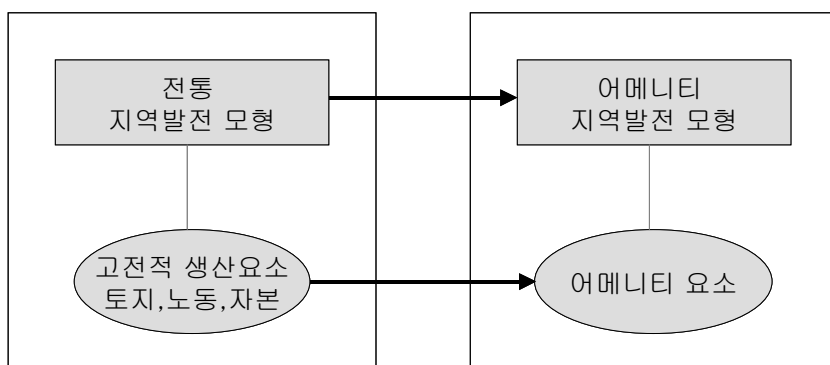 전통
지역발전 모형
어메니티
지역발전 모형
고전적 생산요소
토지,노동,자본
어메니티 요소